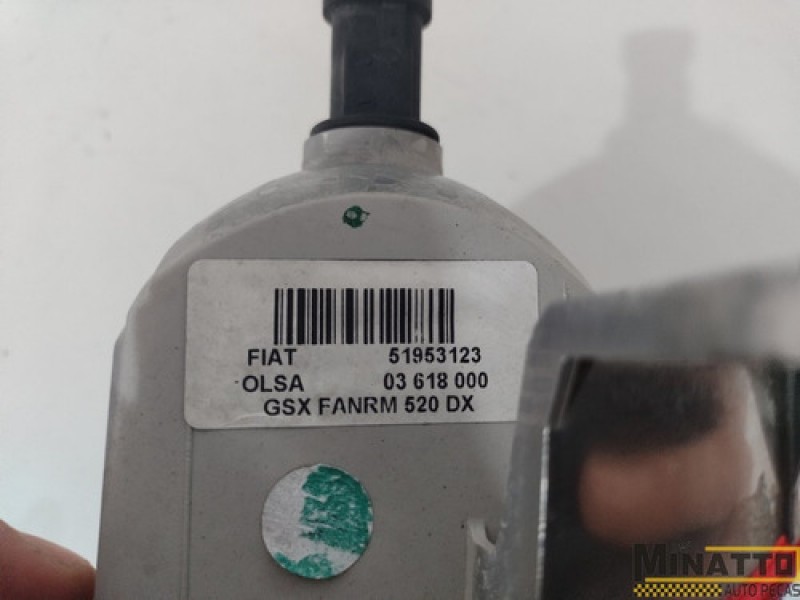 FIAT 51953123
OLSA 03 618 000
GSX FANRM 520 DX
MINATTO
AUTO PEÇAS